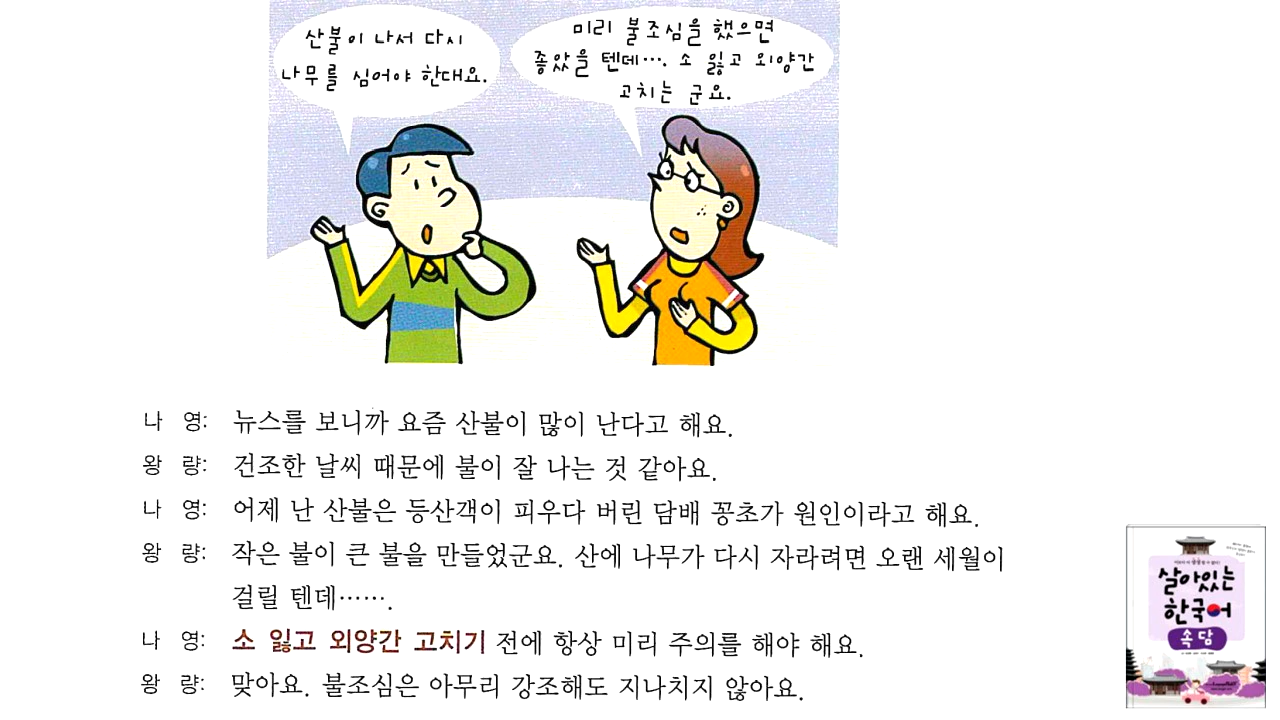 산불이 나서 다시
나무를 심어야 한대요.
미리 불조심을 했으면
좋았을 텐데···. 소 잃고 외양간
고치는 군요.
나 영: 뉴스를 보니까 요즘 산불이 많이 난다고 해요.
왕 량: 건조한 날씨 때문에 불이 잘 나는 것 같아요.
나 영: 어제 난 산불은 등산객이 피우다 버린 담배 꽁초가 원인이라고 해요.
왕 량: 작은 불이 큰 불을 만들었군요. 산에 나무가 다시 자라려면 오랜 세월이
걸릴 텐데…….
나 영: 소 잃고 외양간 고치기 전에 항상 미리 주의를 해야 해요.
왕 량: 맞아요. 불조심은 아무리 강조해도 지나치지 않아요.
살아있는
한국어
속담